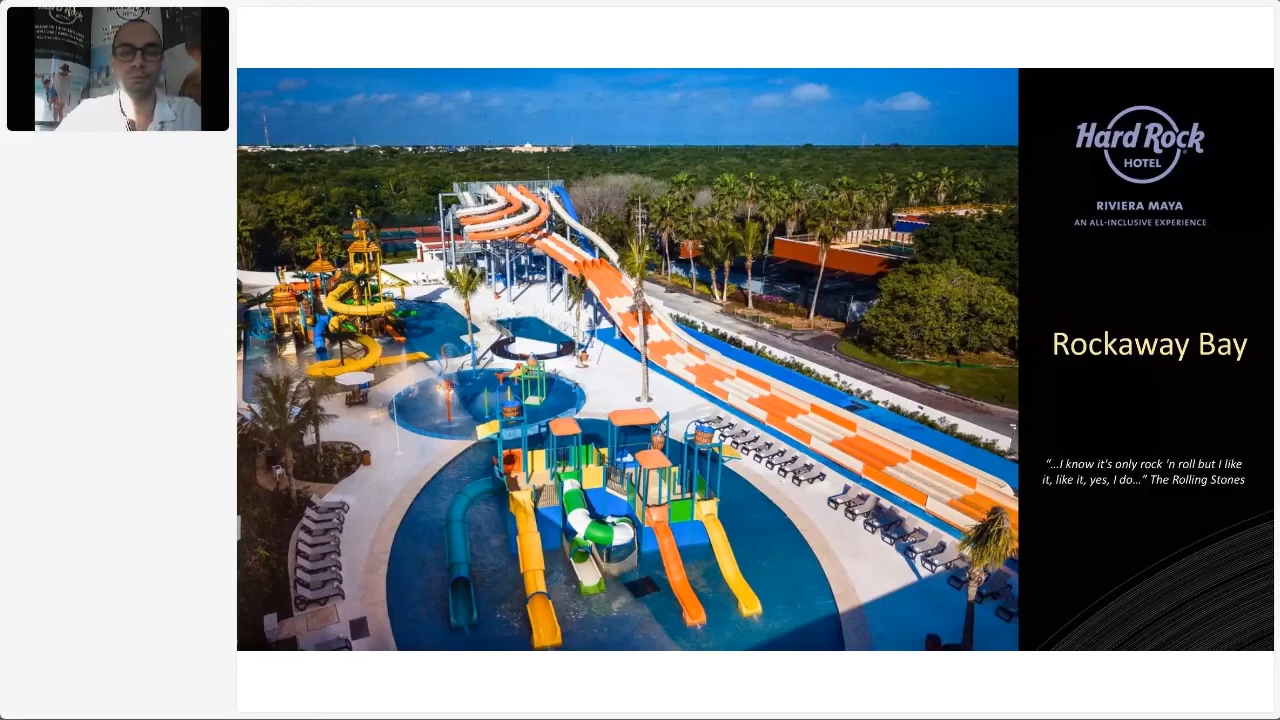 Hard Rock
HOTEL
RIVIERA MAYA
AN ALL-INCLUSIVE EXPERIENCE
Rockaway Bay
“...I know it's only rock 'n roll but I like
it, like it, yes, I do...” The Rolling Stones